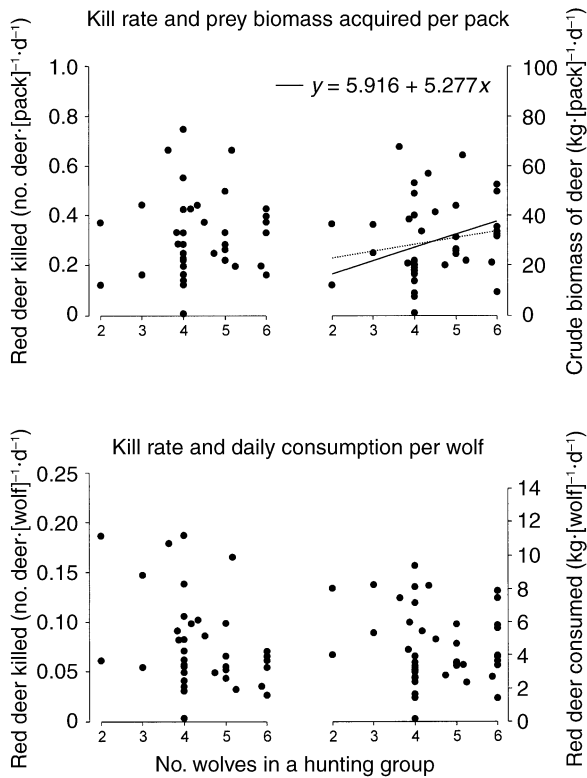 Kill rate and prey biomass acquired per pack
Red deer killed (no. deer·[pack]⁻¹·d⁻¹)
1.0
0.8
0.6
0.4
0.2
0
2 3 4 5 6
y = 5.916 + 5.277x
2 3 4 5 6
100
80
60
40
20
0
Crude biomass of deer (kg·[pack]⁻¹·d⁻¹)
Kill rate and daily consumption per wolf
Red deer killed (no. deer·[wolf]⁻¹·d⁻¹)
0.25
0.20
0.15
0.10
0.05
0
2 3 4 5 6
2 3 4 5 6
14
12
10
8
6
4
2
0
Red deer consumed (kg·[wolf]⁻¹·d⁻¹)
No. wolves in a hunting group